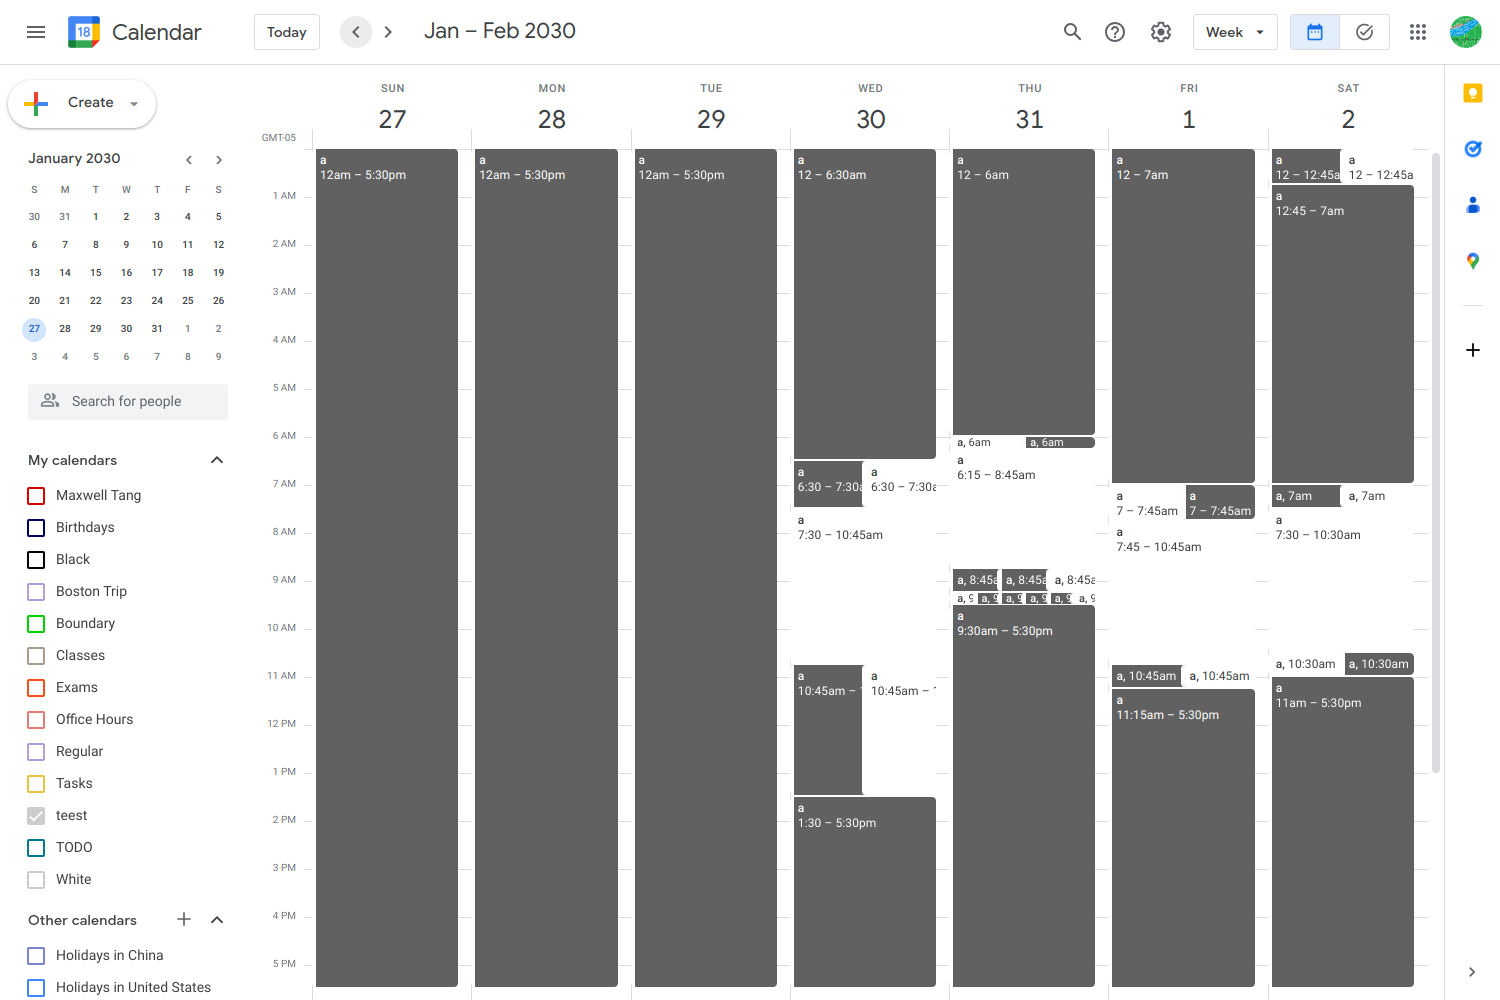 18 Calendar Today Jan – Feb 2030 Week
Create
January 2030
S M T W T F S
30 31 1 2 3 4 5
6 7 8 9 10 11 12
13 14 15 16 17 18 19
20 21 22 23 24 25 26
27 28 29 30 31 1 2
3 4 5 6 7 8 9
Search for people
My calendars
Maxwell Tang
Birthdays
Black
Boston Trip
Boundary
Classes
Exams
Office Hours
Regular
Tasks
teest
TODO
White
Other calendars
Holidays in China
Holidays in United States
SUN MON TUE WED THU FRI SAT
27 28 29 30 31 1 2
GMT-05
1 AM
2 AM
3 AM
4 AM
5 AM
6 AM
7 AM
8 AM
9 AM
10 AM
11 AM
12 PM
1 PM
2 PM
3 PM
4 PM
5 PM
a
12am – 5:30pm
a
12am – 5:30pm
a
12am – 5:30pm
a
12 – 6:30am
a
6:30 – 7:30a
a
6:30 – 7:30a
a
7:30 – 10:45am
a
10:45am –
a
10:45am – 1
a
1:30 – 5:30pm
a
12 – 6am
a, 6am
a, 6am
a
6:15 – 8:45am
a, 8:45a
a, 8:45a
a, 8:45a
a, 9
a, 9
a, 9
a, 9
a, 9
a, 9
a
9:30am – 5:30pm
a
12 – 7am
a
7 – 7:45am
a
7 – 7:45am
a
7:45 – 10:45am
a, 10:45am
a, 10:45am
a
11:15am – 5:30pm
a
12 – 12:45a
a
12 – 12:45a
a
12:45 – 7am
a, 7am
a, 7am
a
7:30 – 10:30am
a, 10:30am
a, 10:30am
a
11am – 5:30pm